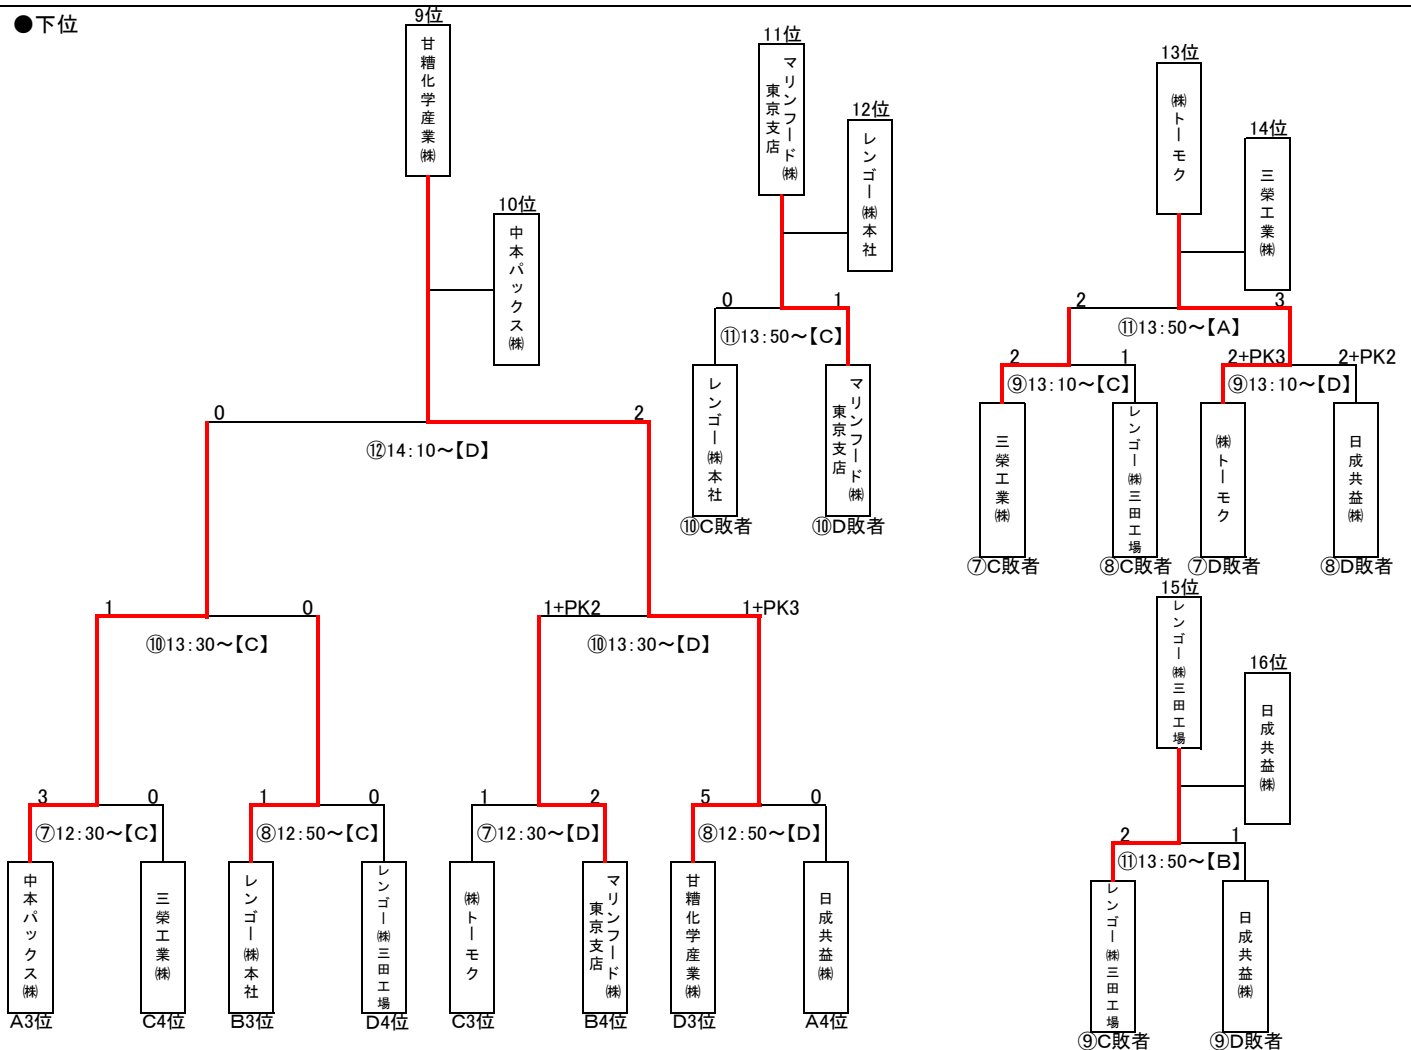 ●下位
9位
甘糟化学産業㈱
10位
中本パックス㈱
0
2
⑫14:10～【D】
1
0
⑩13:30～【C】
1+PK2
1+PK3
⑩13:30～【D】
3
0
⑦12:30～【C】
1
0
⑧12:50～【C】
1
2
⑦12:30～【D】
5
0
⑧12:50～【D】
中本パックス㈱
A3位
三榮工業㈱
C4位
レンゴー㈱本社
B3位
レンゴー㈱三田工場
D4位
㈱トーモク
C3位
マリンフード㈱
東京支店
B4位
甘糟化学産業㈱
D3位
日成共益㈱
A4位
11位
マリンフード㈱
東京支店
12位
レンゴー㈱本社
0
1
⑪13:50～【C】
レンゴー㈱本社
⑩C敗者
マリンフード㈱
東京支店
⑩D敗者
13位
㈱トーモク
14位
三榮工業㈱
2
3
⑪13:50～【A】
2
1
⑨13:10～【C】
2+PK3
2+PK2
⑨13:10～【D】
三榮工業㈱
⑦C敗者
レンゴー㈱三田工場
⑧C敗者
㈱トーモク
⑦D敗者
日成共益㈱
⑧D敗者
15位
レンゴー㈱三田工場
16位
日成共益㈱
2
1
⑪13:50～【B】
レンゴー㈱三田工場
⑨C敗者
日成共益㈱
⑨D敗者